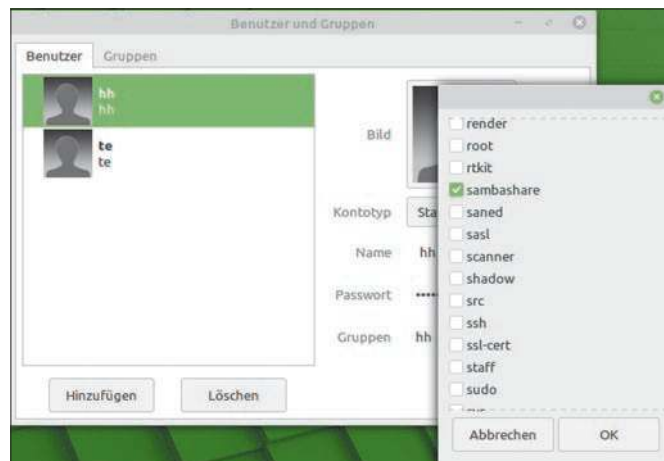 Benutzer und Gruppen
Benutzer
Gruppen
hh
hh
te
te
Bild
Kontotyp
Sta
Name
hh
Passwort
Gruppen
hh
Hinzufügen
Löschen
render
root
rtkit
sambashare
saned
sasl
scanner
shadow
src
ssh
ssl-cert
staff
sudo
Abbrechen
OK